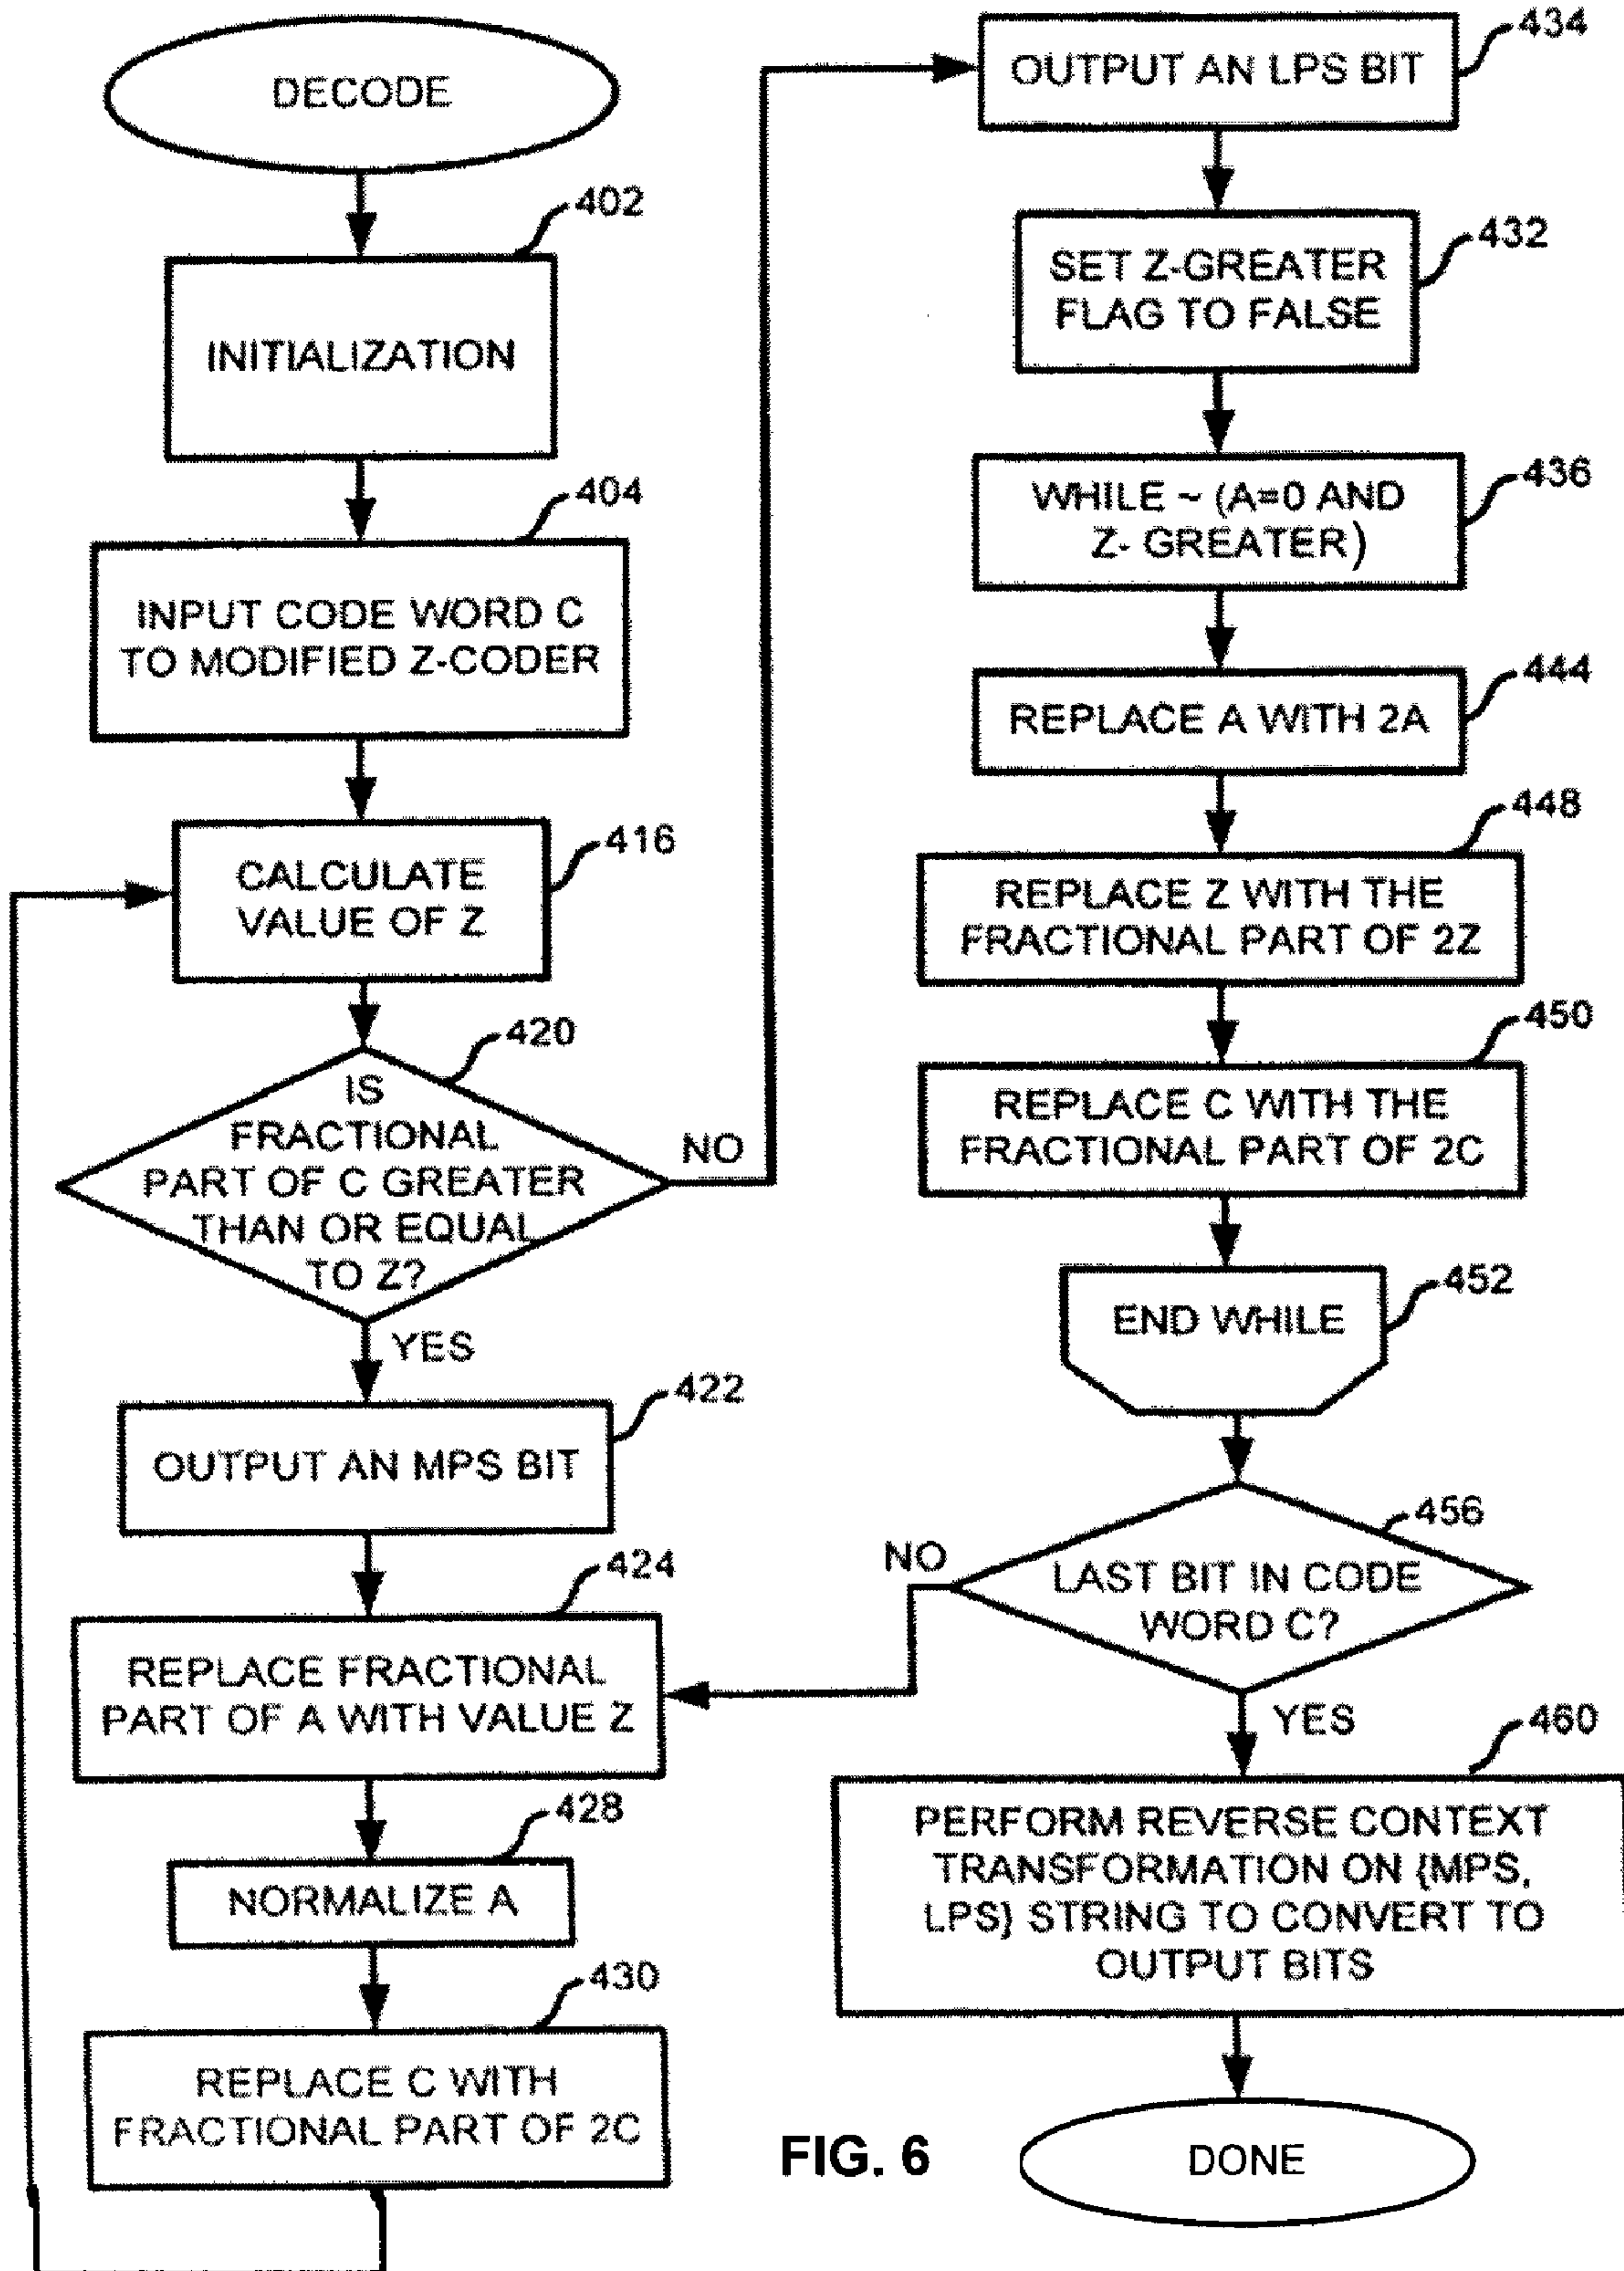 DECODE
402
INITIALIZATION
404
INPUT CODE WORD C
TO MODIFIED Z-CODER
416
CALCULATE
VALUE OF Z
420
IS
FRACTIONAL
PART OF C GREATER
THAN OR EQUAL
TO Z?
NO
YES
422
OUTPUT AN MPS BIT
424
REPLACE FRACTIONAL
PART OF A WITH VALUE Z
428
NORMALIZE A
430
REPLACE C WITH
FRACTIONAL PART OF 2C
434
OUTPUT AN LPS BIT
432
SET Z-GREATER
FLAG TO FALSE
436
WHILE ~ (A=0 AND
Z- GREATER)
444
REPLACE A WITH 2A
448
REPLACE Z WITH THE
FRACTIONAL PART OF 2Z
450
REPLACE C WITH THE
FRACTIONAL PART OF 2C
452
END WHILE
456
LAST BIT IN CODE
WORD C?
NO
YES
460
PERFORM REVERSE CONTEXT
TRANSFORMATION ON {MPS,
LPS} STRING TO CONVERT TO
OUTPUT BITS
DONE
FIG. 6